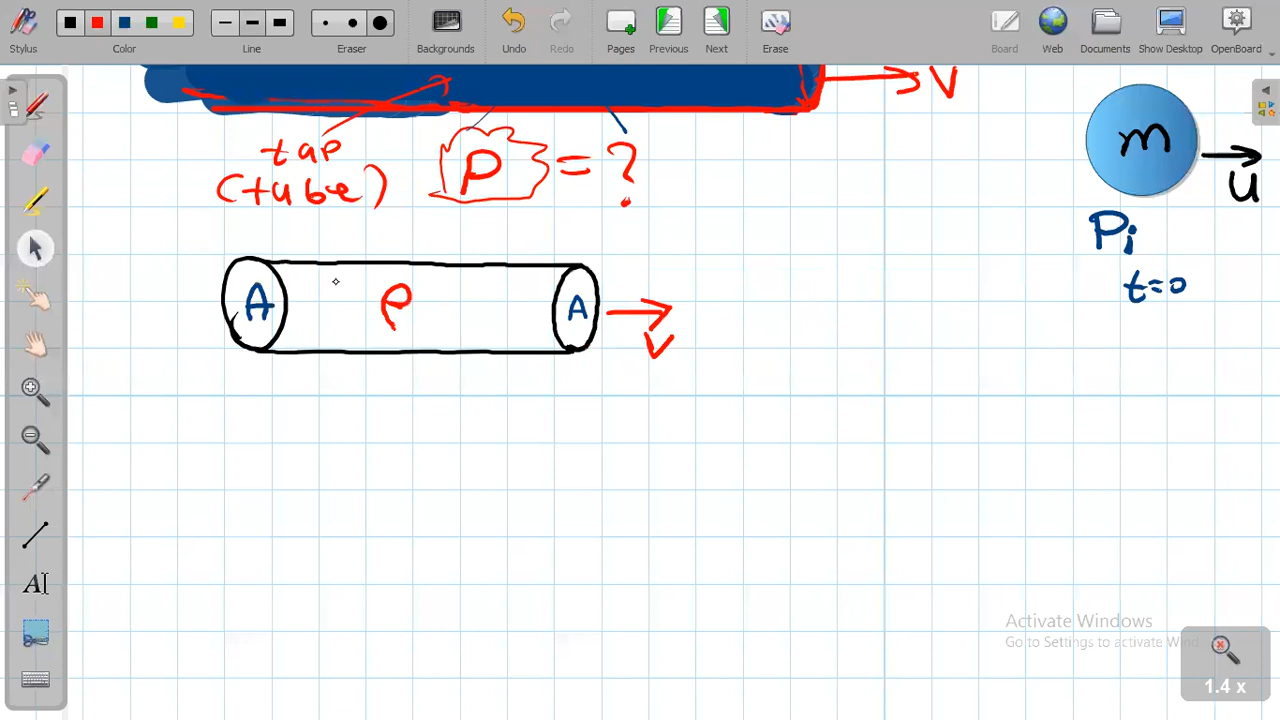 Stylus
Color
Line
Eraser
Backgrounds
Undo
Redo
Pages
Previous
Next
Erase
Board
Web
Documents
Show Desktop
OpenBoard
V
tap
(tube)
P = ?
m
u
Pi
t=0
A
ρ
A
V
Activate Windows
Go to Settings to activate Wind
1.4 x